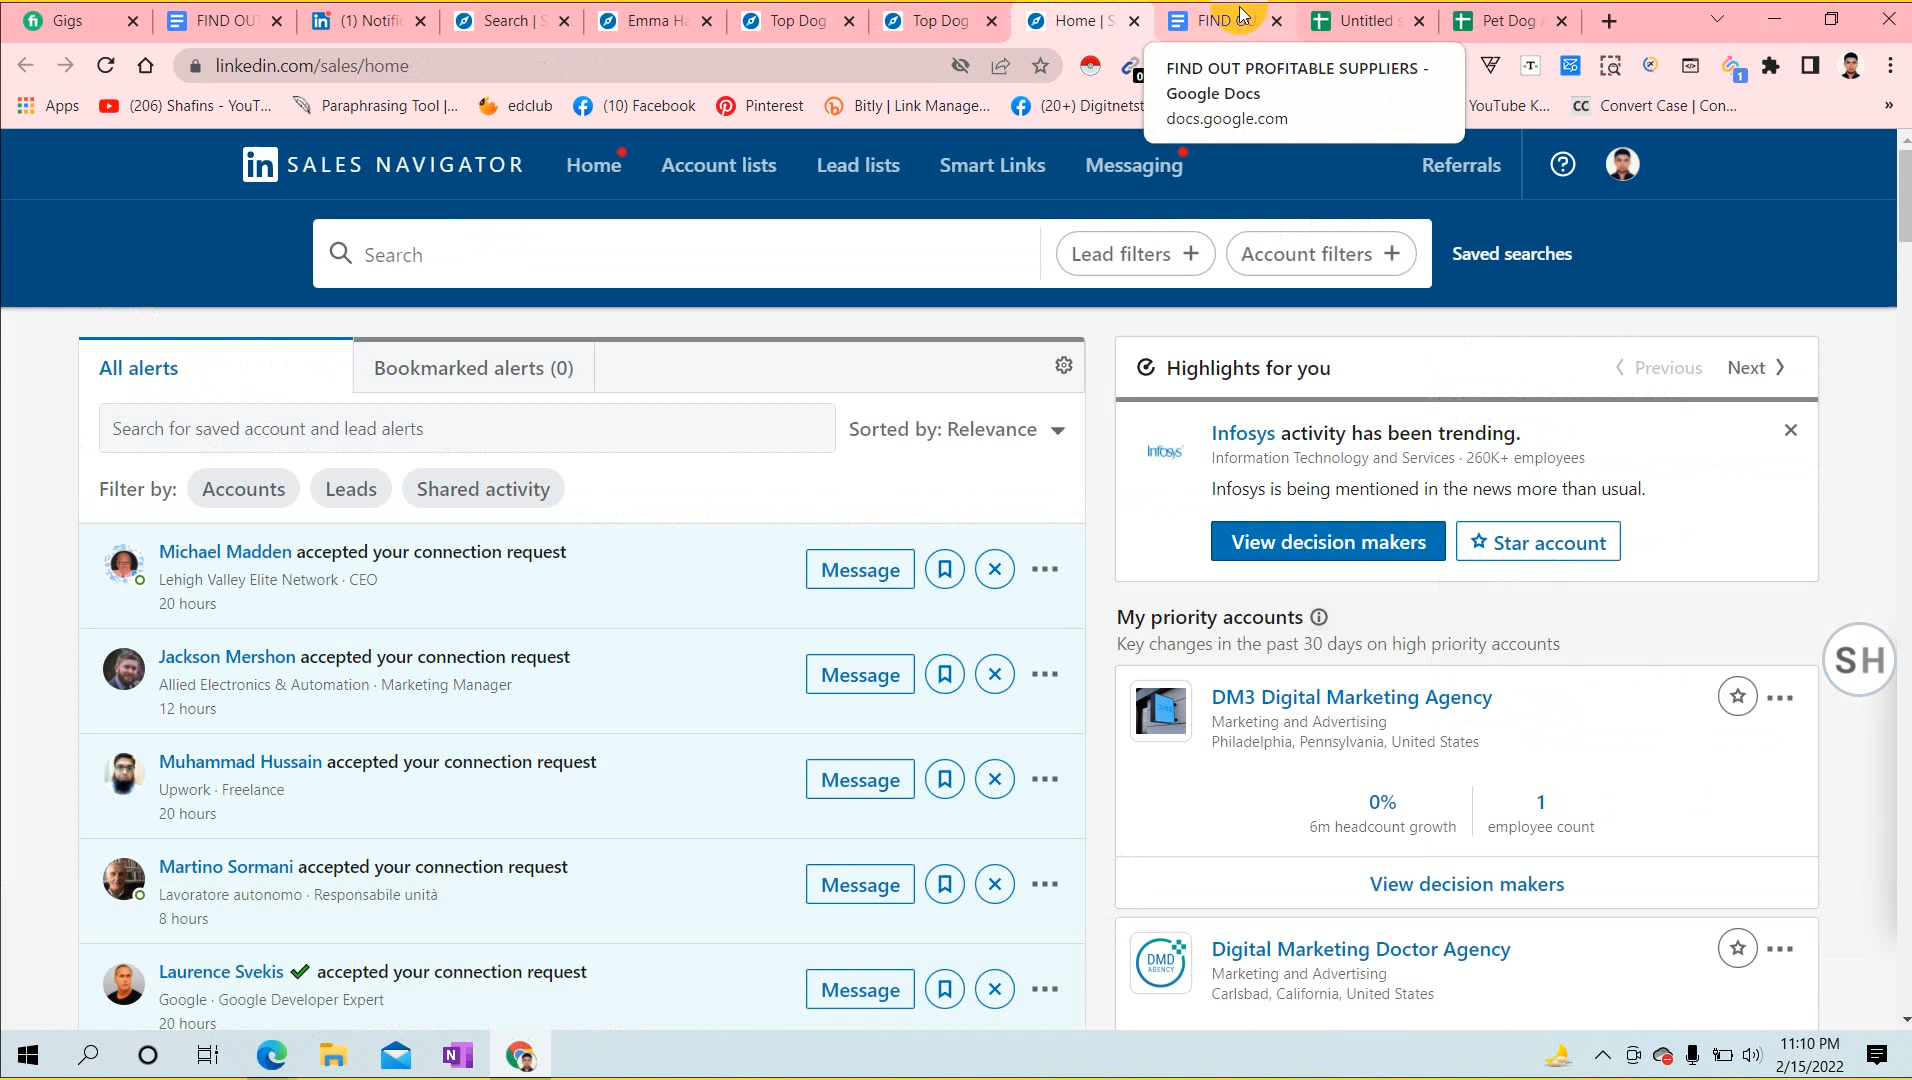 Gigs
FIND OU
(1) Notific
Search | S
Emma Ha
Top Dog
Top Dog
Home | S
FIND OU
Untitled s
Pet Dog
linkedin.com/sales/home
0
1
FIND OUT PROFITABLE SUPPLIERS -
Google Docs
docs.google.com
Apps
(206) Shafins - YouT...
Paraphrasing Tool |...
edclub
(10) Facebook
Pinterest
Bitly | Link Manage...
(20+) Digitnetst
YouTube K...
CC
Convert Case | Con...
»
in SALES NAVIGATOR
Home
Account lists
Lead lists
Smart Links
Messaging
Referrals
Search
Lead filters +
Account filters +
Saved searches
All alerts
Bookmarked alerts (0)
Search for saved account and lead alerts
Sorted by: Relevance
Filter by:
Accounts
Leads
Shared activity
Michael Madden accepted your connection request
Lehigh Valley Elite Network · CEO
20 hours
Message
Jackson Mershon accepted your connection request
Allied Electronics & Automation · Marketing Manager
12 hours
Message
Muhammad Hussain accepted your connection request
Upwork · Freelance
20 hours
Message
Martino Sormani accepted your connection request
Lavoratore autonomo · Responsabile unità
8 hours
Message
Laurence Svekis ✔ accepted your connection request
Google · Google Developer Expert
20 hours
Message
Highlights for you
Previous
Next
Infosys
Infosys activity has been trending.
Information Technology and Services · 260K+ employees
Infosys is being mentioned in the news more than usual.
View decision makers
Star account
My priority accounts
Key changes in the past 30 days on high priority accounts
SH
DM3
DM3 Digital Marketing Agency
Marketing and Advertising
Philadelphia, Pennsylvania, United States
0%
6m headcount growth
1
employee count
View decision makers
DMD
AGENCY
Digital Marketing Doctor Agency
Marketing and Advertising
Carlsbad, California, United States
11:10 PM
2/15/2022